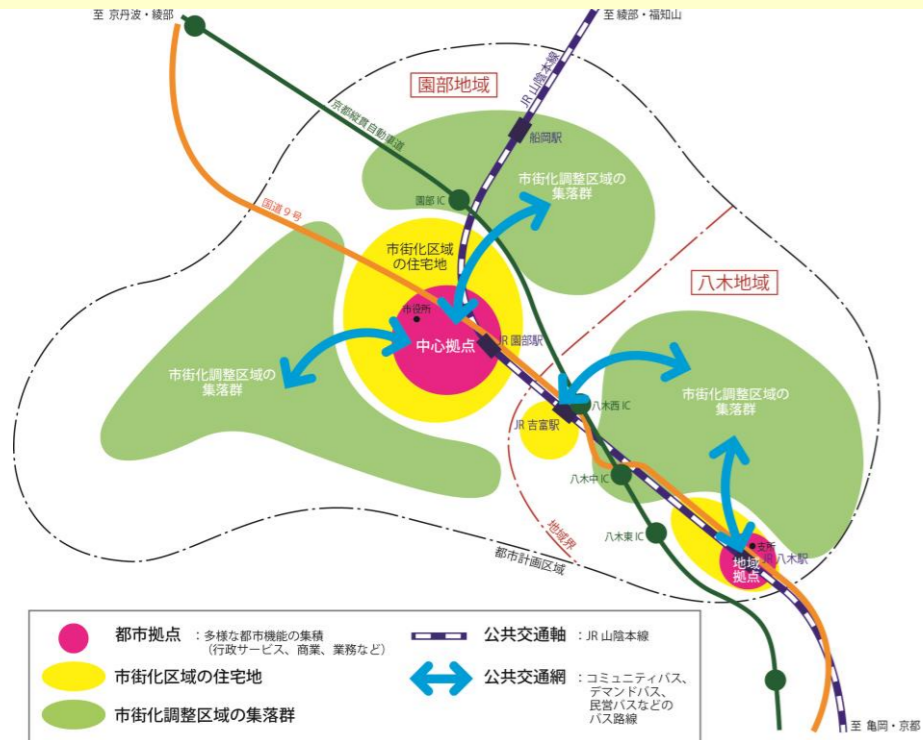 至 京丹波・綾部
至 綾部・福知山
園部地域
JR山陰本線
京都縦貫自動車道
船岡駅
市街化調整区域の
集落群
園部IC
国道9号
市街化区域
の住宅地
八木地域
市役所
中心拠点
JR園部駅
市街化調整区域の
集落群
市街化調整区域の
集落群
八木西IC
JR吉富駅
八木中IC
地域界
八木東IC
都市計画区域
支所
JR八木駅
地域
拠点
都市拠点 :多様な都市機能の集積
(行政サービス、商業、業務など)
市街化区域の住宅地
市街化調整区域の集落群
公共交通軸 :JR山陰本線
公共交通網 :コミュニティバス、
デマンドバス、
民営バスなどの
バス路線
至 亀岡・京都